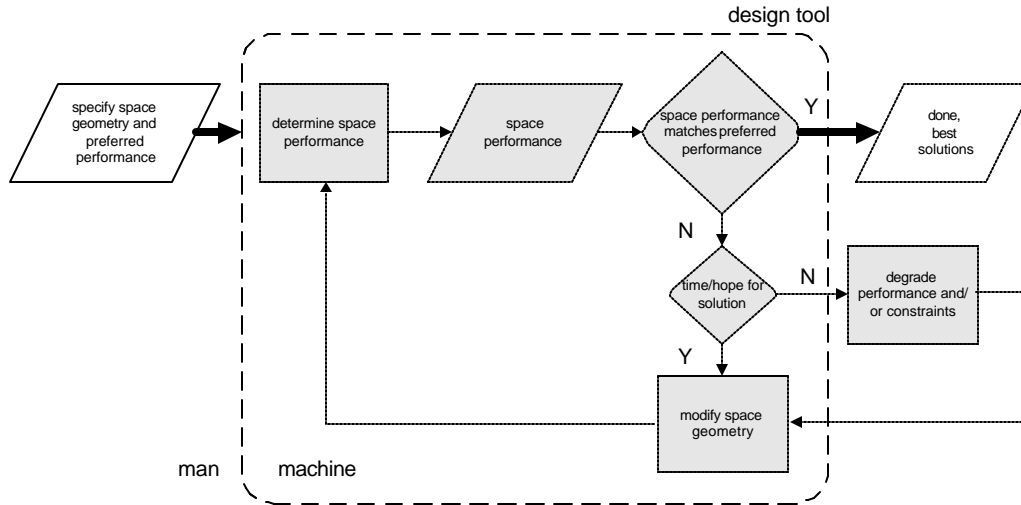 design tool
specify space
geometry and
preferred
performance
determine space
performance
space
performance
space performance
matches preferred
performance
Y
done,
best
solutions
N
time/hope for
solution
N
degrade
performance and/
or constraints
Y
modify space
geometry
man
machine